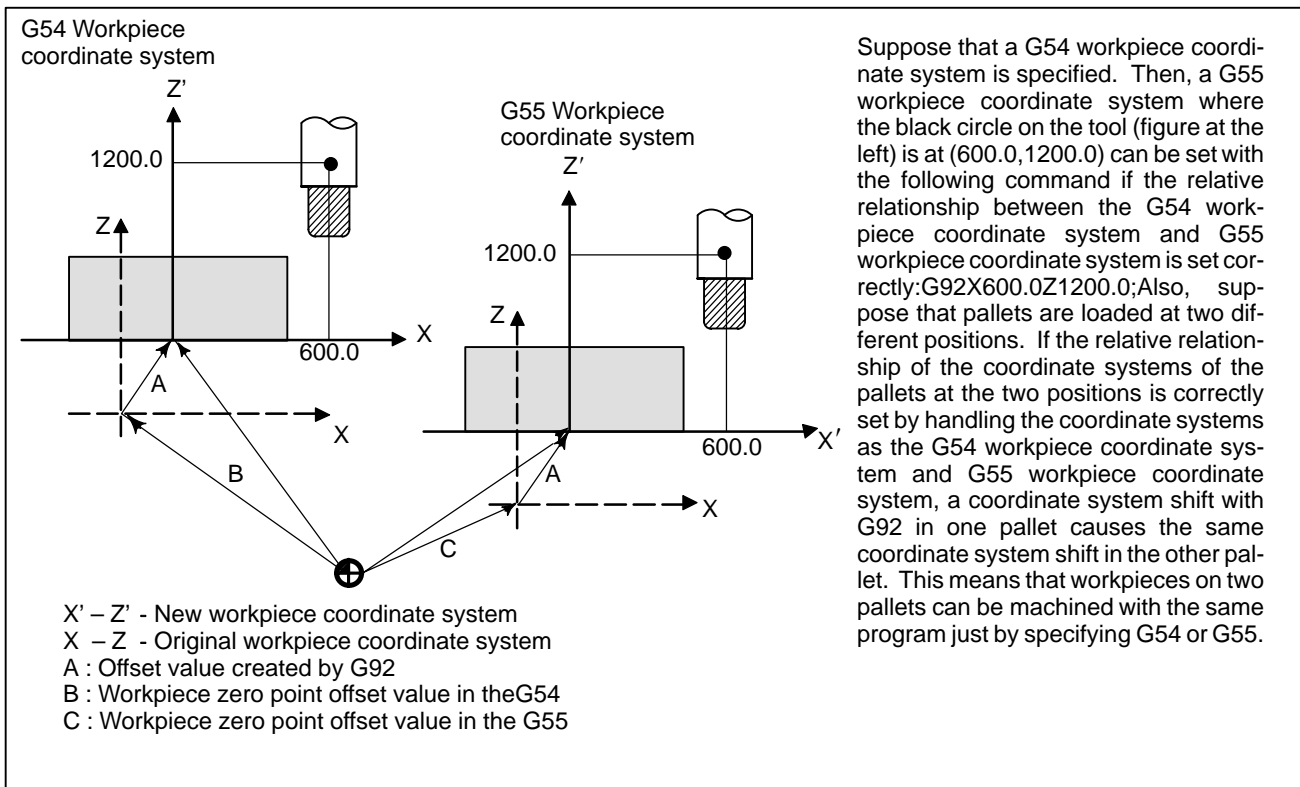 G54 Workpiece
coordinate system
Z’
1200.0
Z
X
600.0
A
X
B
G55 Workpiece
coordinate system
Z′
1200.0
Z
600.0
X′
A
X
C
X’ – Z’ - New workpiece coordinate system
X – Z - Original workpiece coordinate system
A : Offset value created by G92
B : Workpiece zero point offset value in theG54
C : Workpiece zero point offset value in the G55
Suppose that a G54 workpiece coordi-
nate system is specified. Then, a G55
workpiece coordinate system where
the black circle on the tool (figure at the
left) is at (600.0,1200.0) can be set with
the following command if the relative
relationship between the G54 work-
piece coordinate system and G55
workpiece coordinate system is set cor-
rectly:G92X600.0Z1200.0;Also, sup-
pose that pallets are loaded at two dif-
ferent positions. If the relative relation-
ship of the coordinate systems of the
pallets at the two positions is correctly
set by handling the coordinate systems
as the G54 workpiece coordinate sys-
tem and G55 workpiece coordinate
system, a coordinate system shift with
G92 in one pallet causes the same
coordinate system shift in the other pal-
let. This means that workpieces on two
pallets can be machined with the same
program just by specifying G54 or G55.